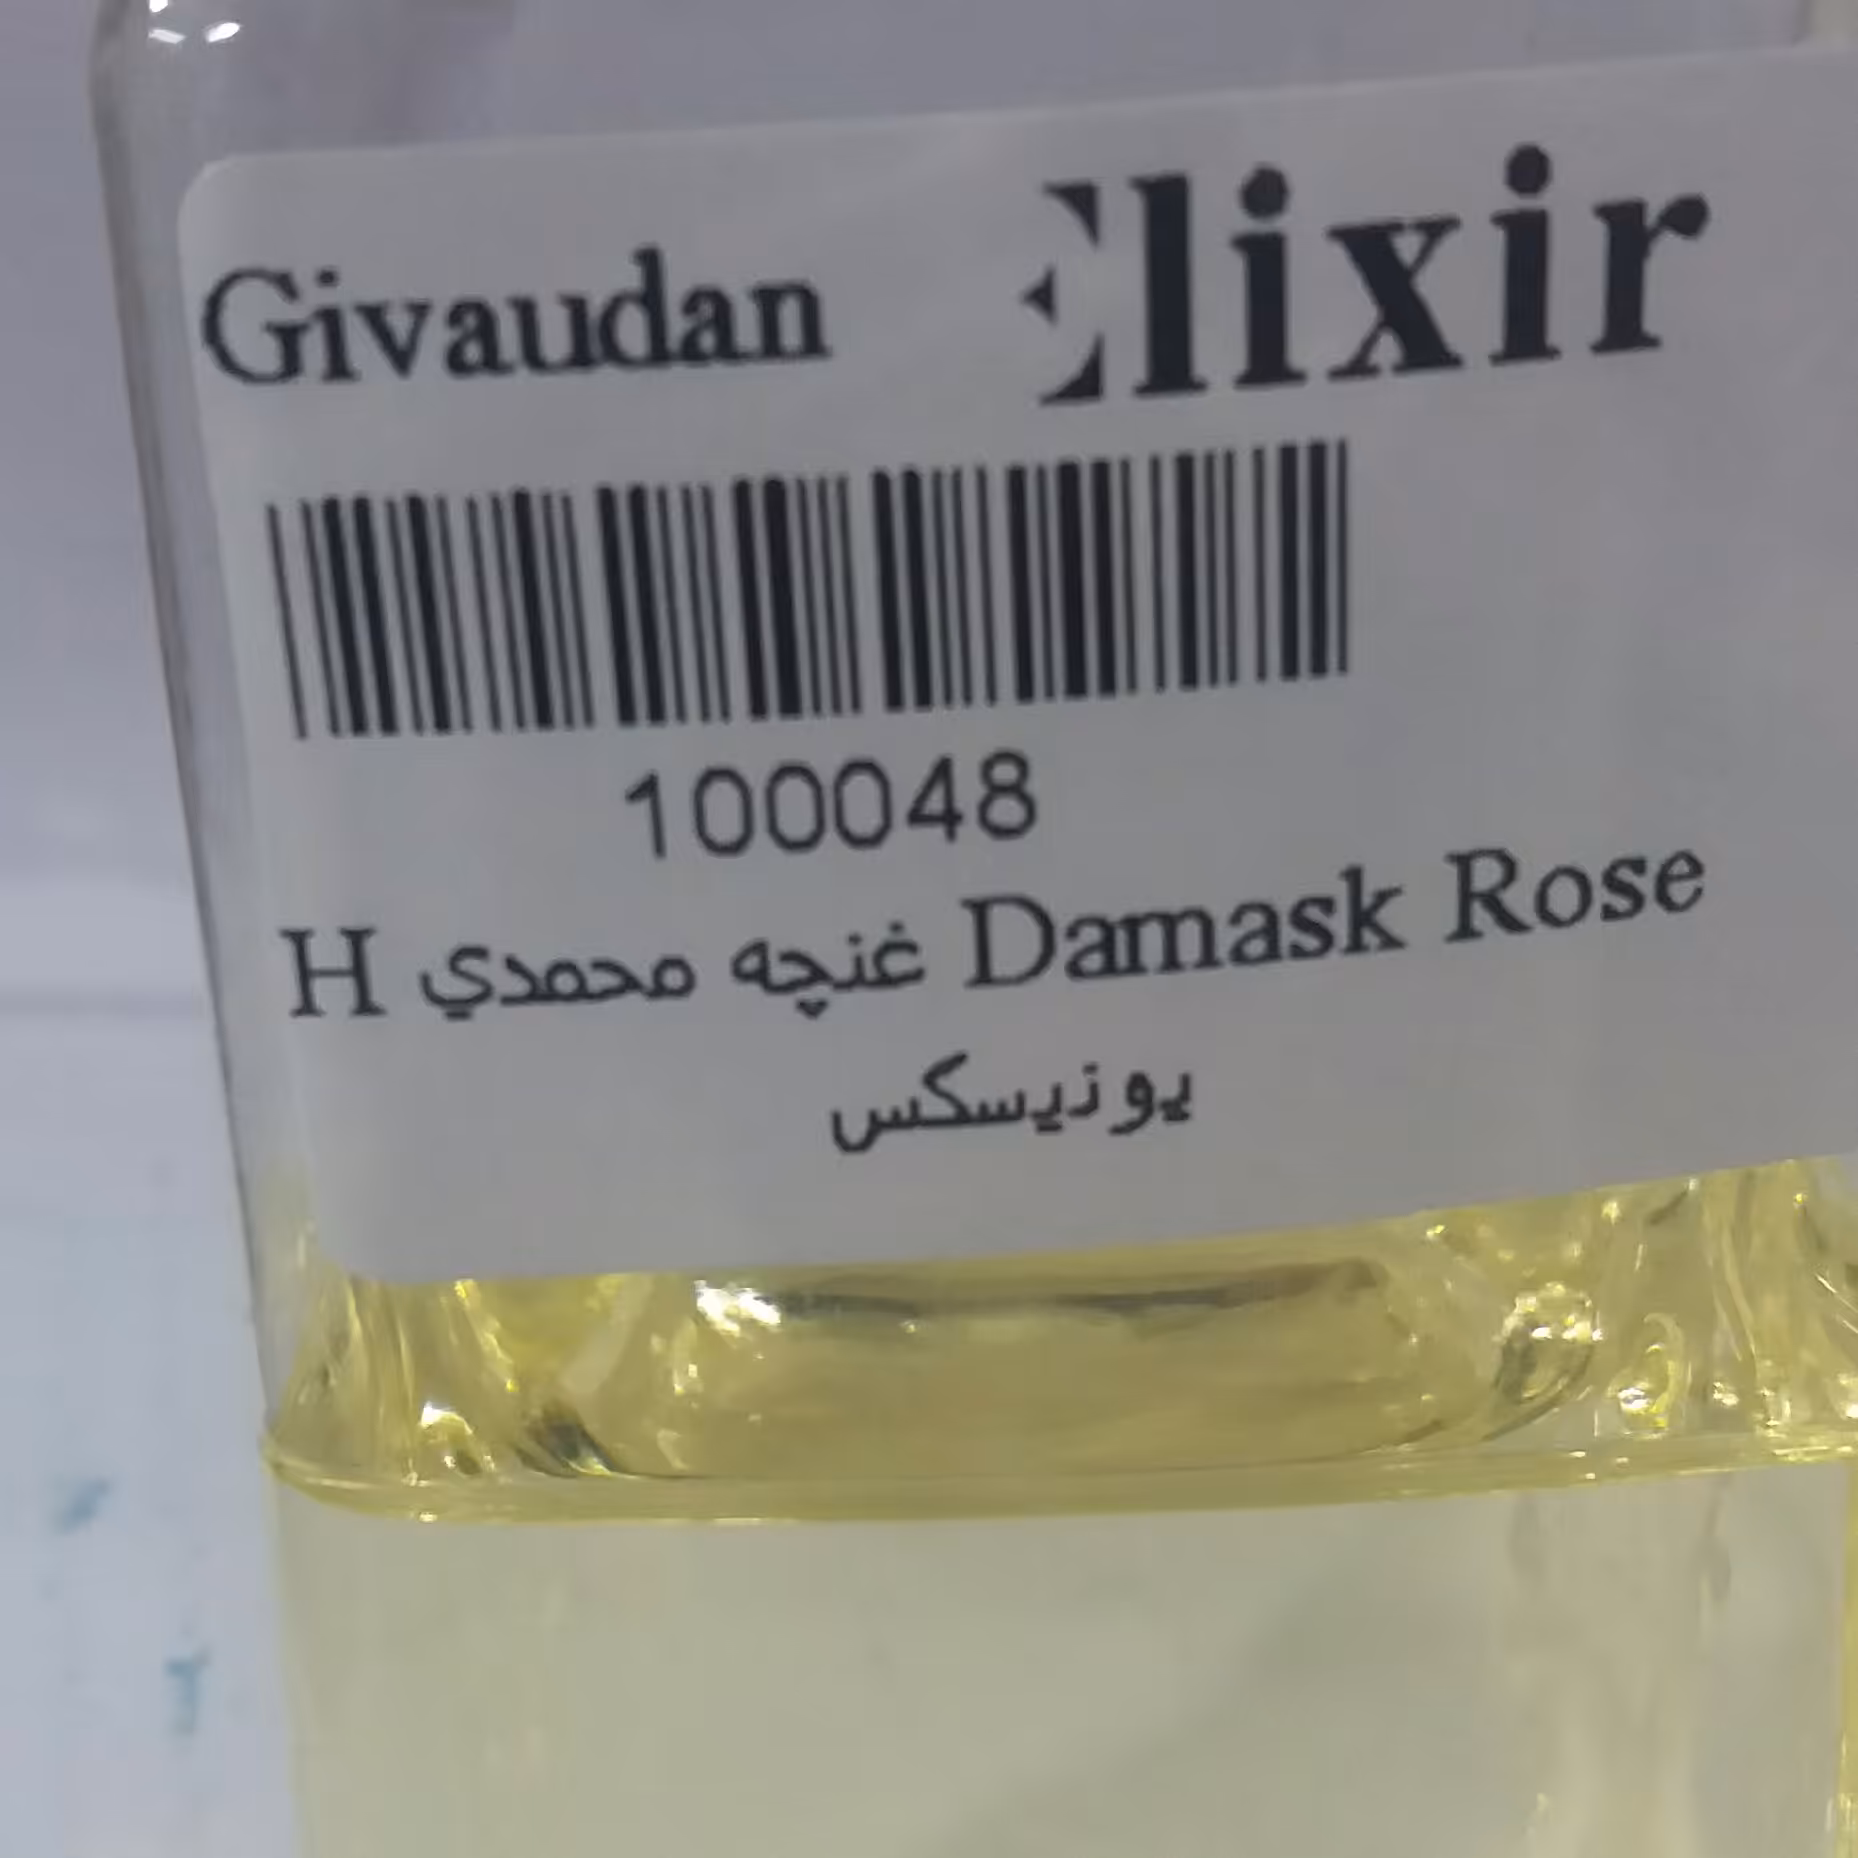 Givaudan Elixir
100048
H غنچه محمدي Damask Rose
یونیسکس